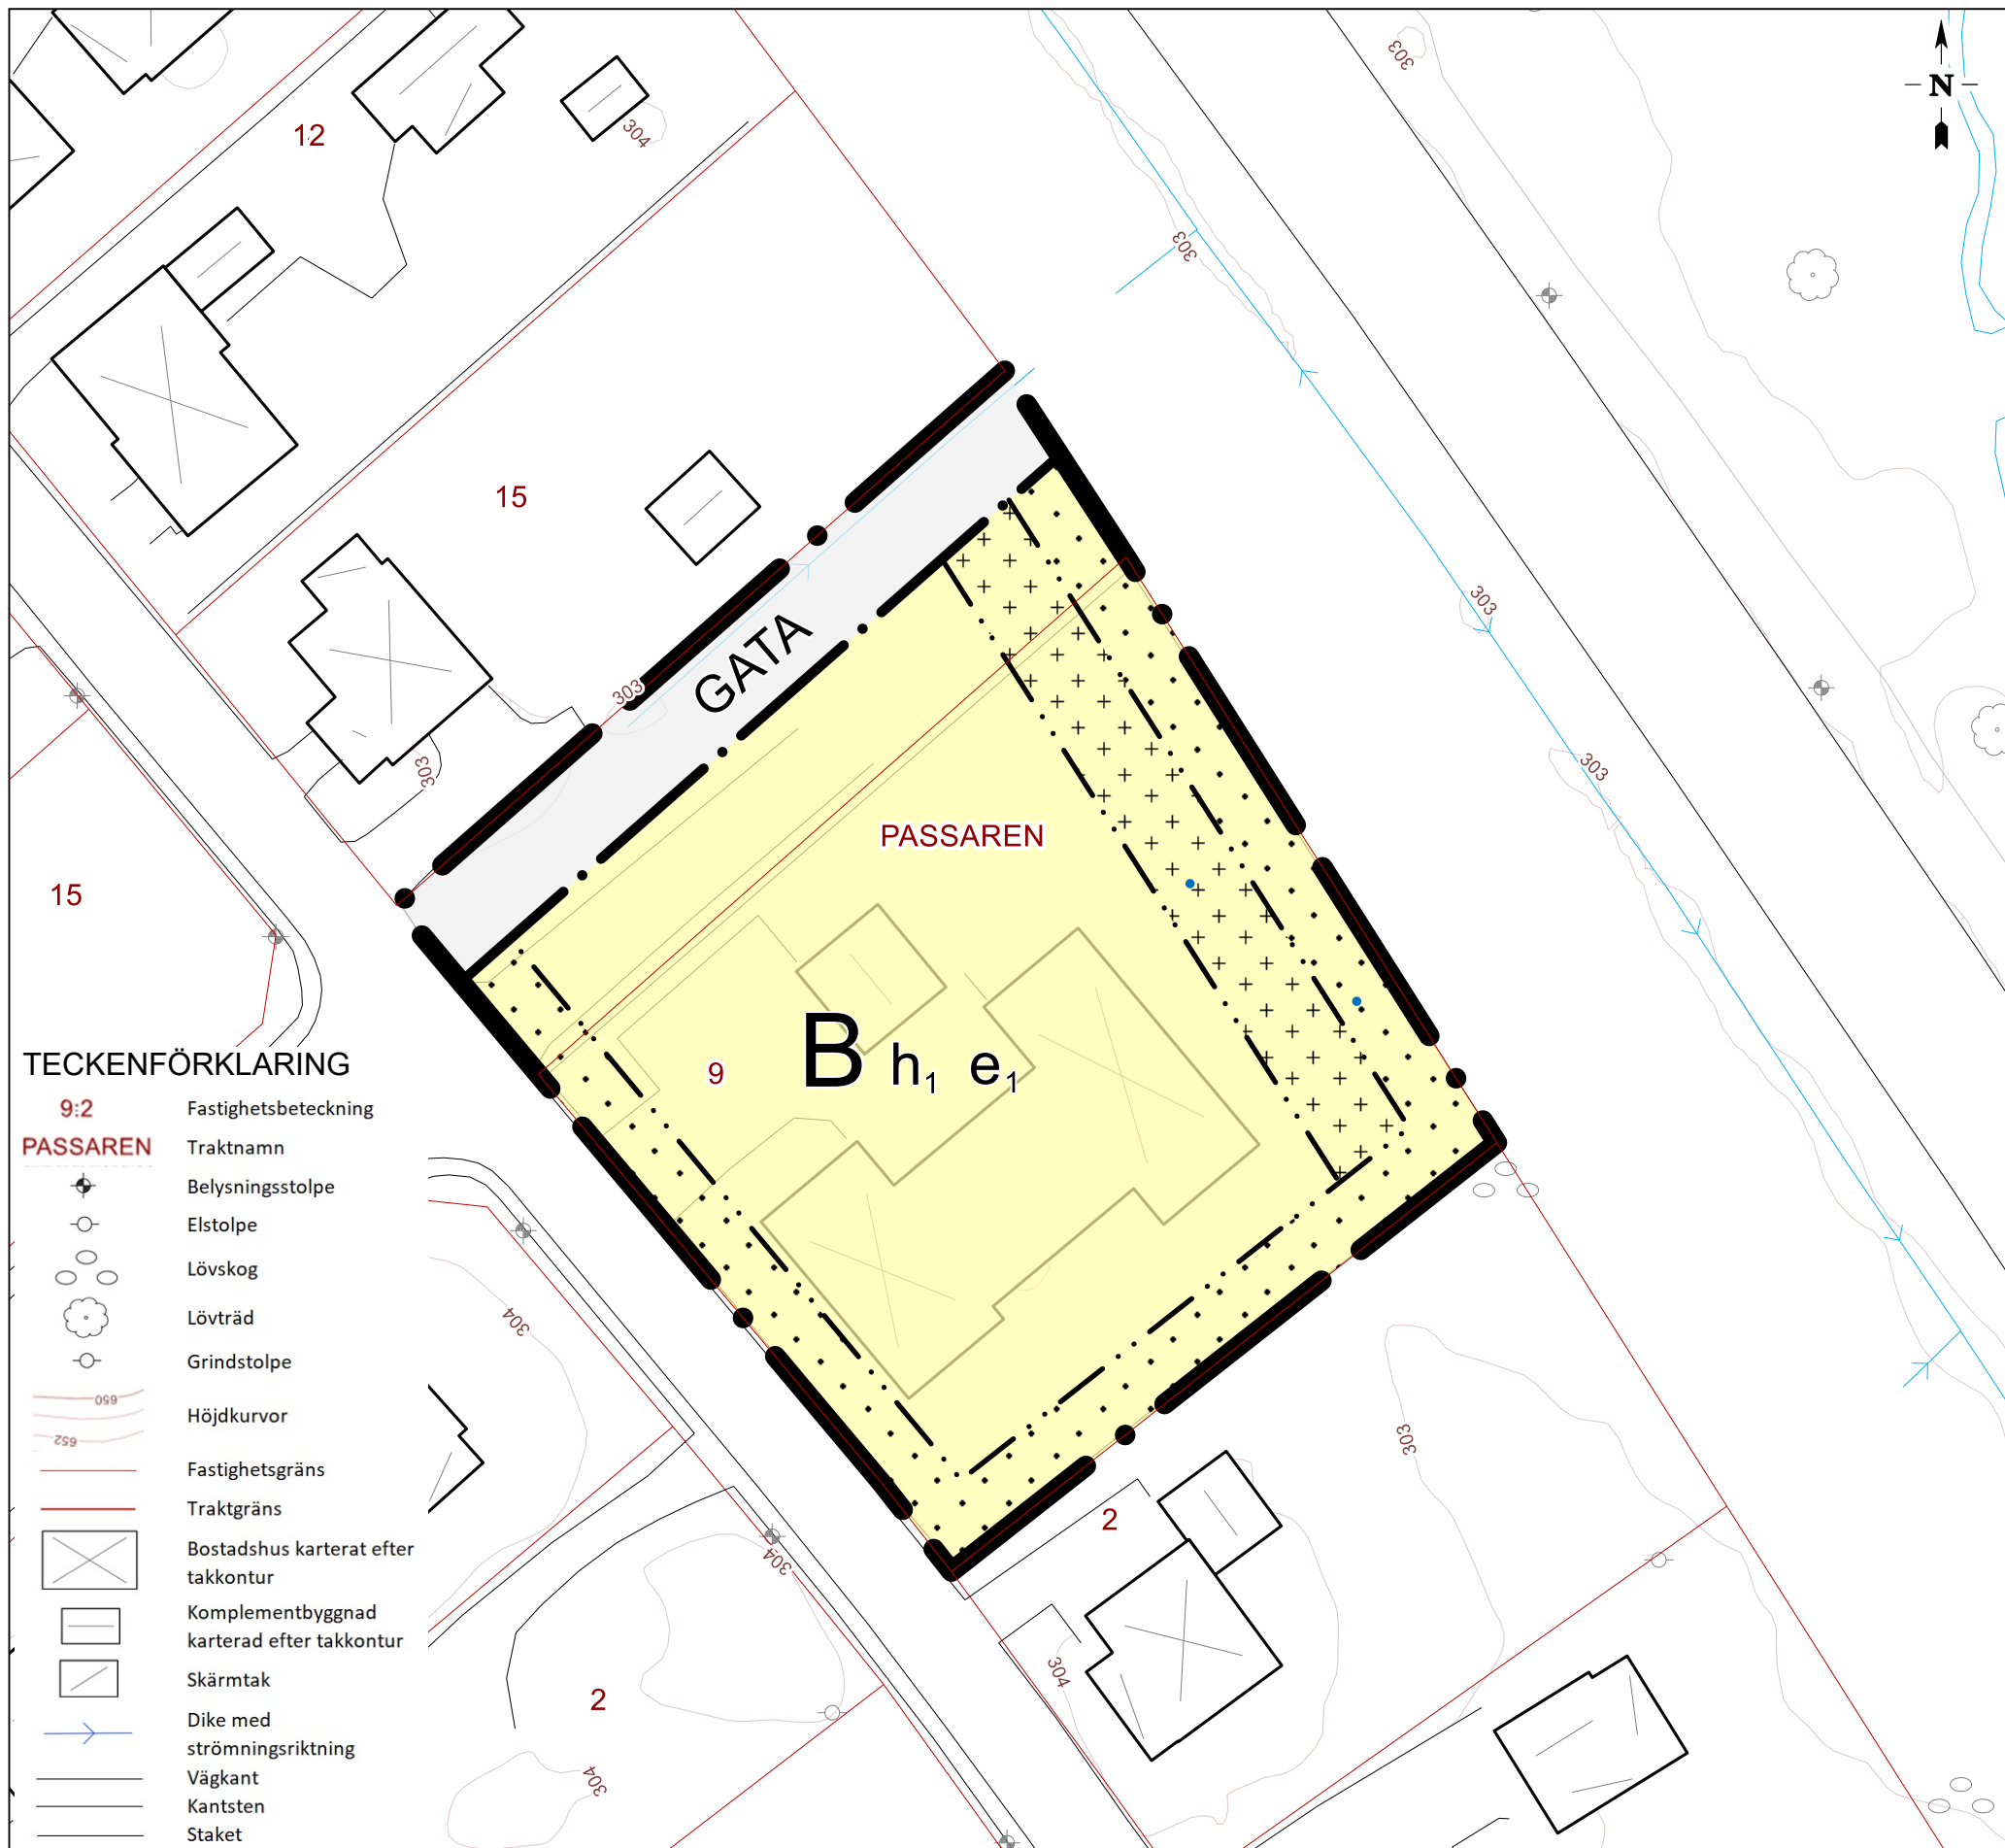 N
303
12
304
303
15
303
303
GATA
303
303
PASSAREN
15
B h1 e1
9
TECKENFÖRKLARING
9:2 Fastighetsbeteckning
PASSAREN Traktnamn
Belysningsstolpe
Elstolpe
Lövskog
Lövträd
Grindstolpe
650
Höjdkurvor
652
Fastighetsgräns
Traktgräns
Bostadshus karterat efter
takkontur
Komplementbyggnad
karterad efter takkontur
Skärmtak
Dike med
strömningsriktning
Vägkant
Kantsten
Staket
304
303
2
304
304
2
304